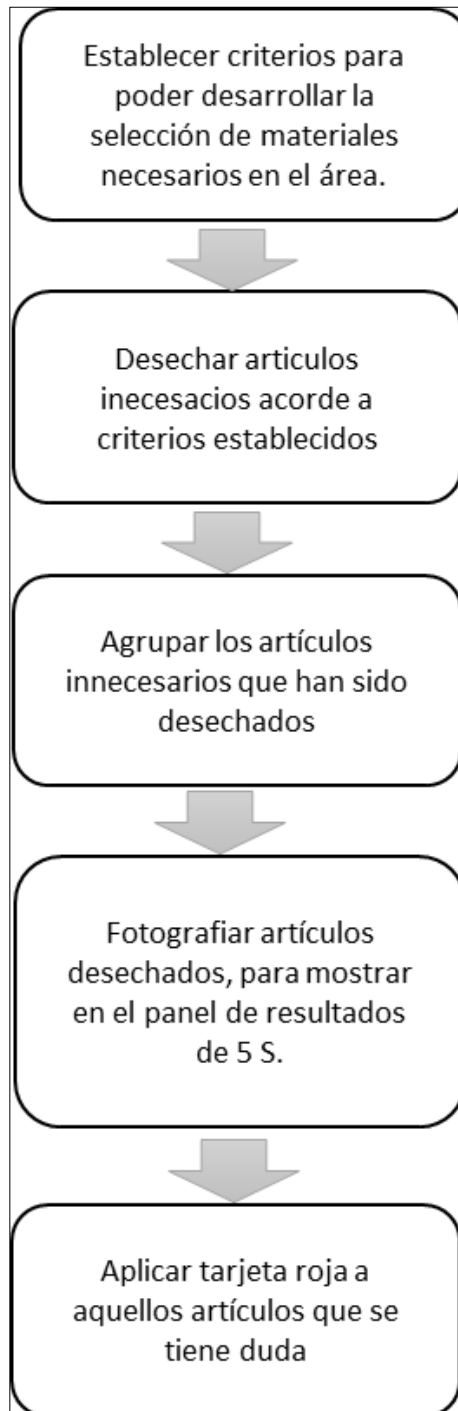 Establecer criterios para
poder desarrollar la
selección de materiales
necesarios en el área.
Desechar articulos
inecesacios acorde a
criterios establecidos
Agrupar los artículos
innecesarios que han sido
desechados
Fotografiar artículos
desechados, para mostrar
en el panel de resultados
de 5 S.
Aplicar tarjeta roja a
aquellos artículos que se
tiene duda